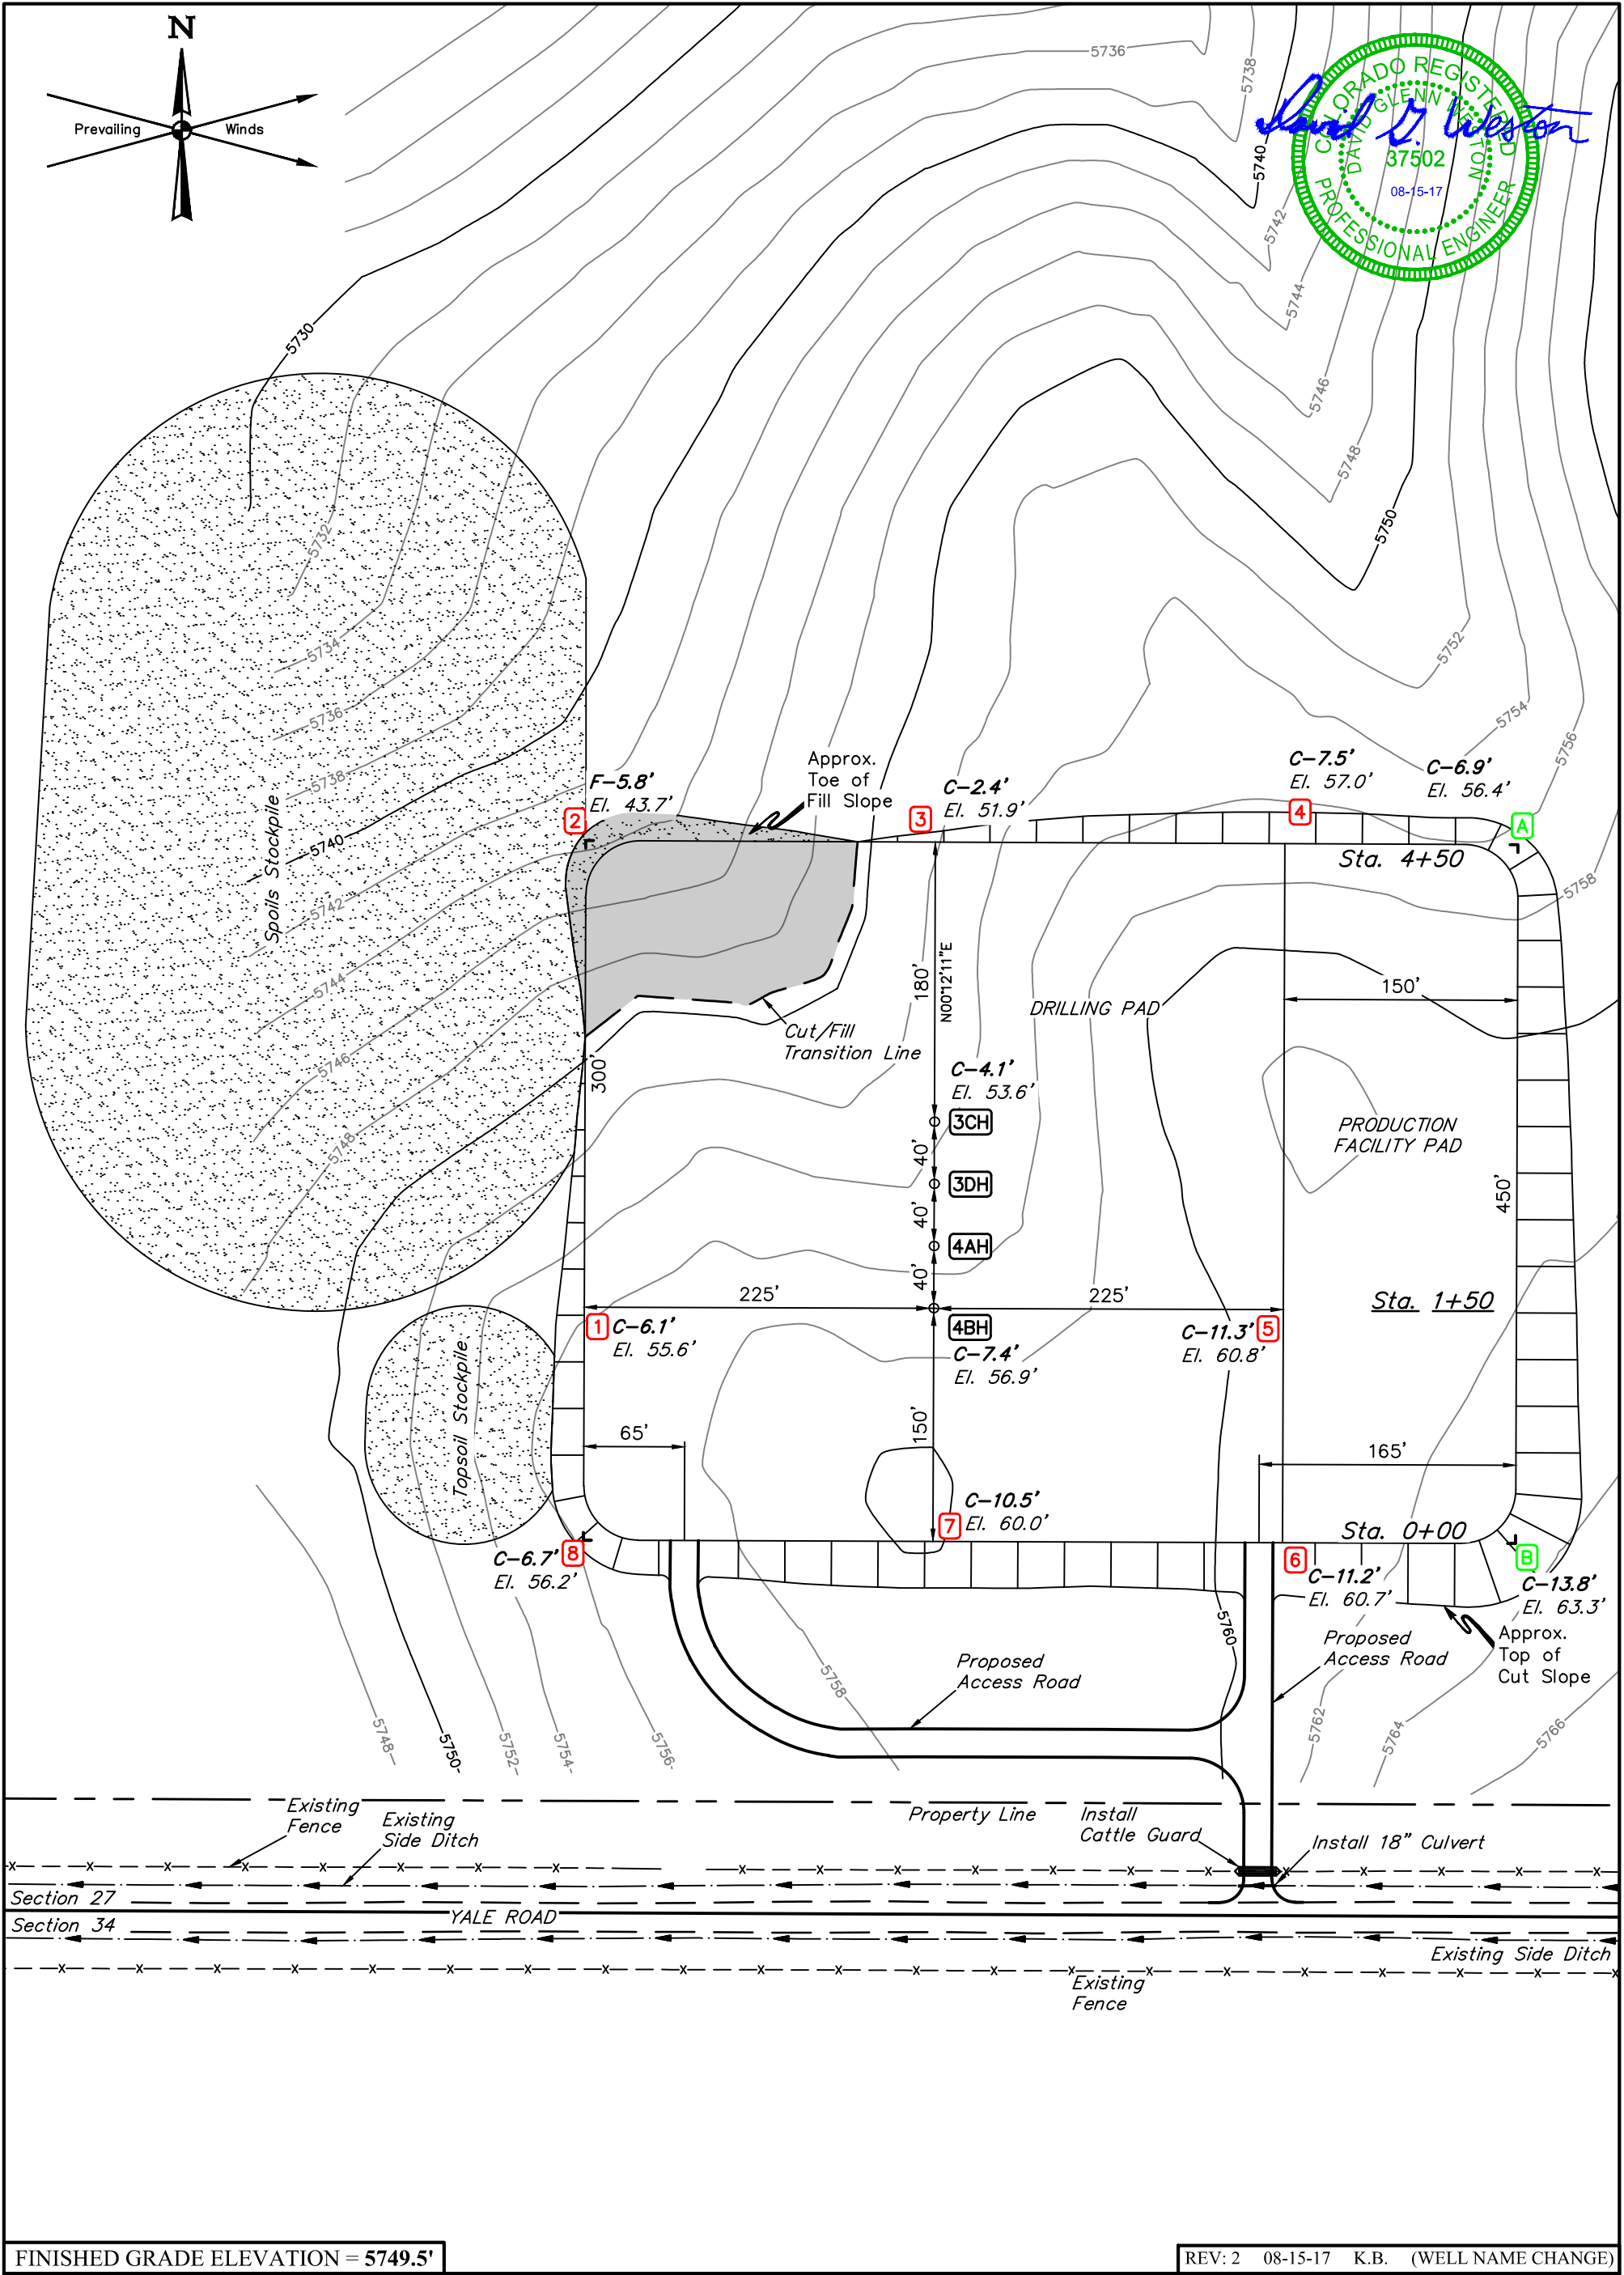 N
Prevailing Winds
5736
5738
5740
5742
5744
5746
5748
5750
5752
5754
5756
5758
COLORADO REGISTERED
DAVID GLENN WESTON
37502
08-15-17
PROFESSIONAL ENGINEER
David G. Weston
5730
5732
5734
5736
5738
5740
5742
5744
5746
5748
Spoils Stockpile
Approx.
Toe of
Fill Slope
F-5.8'
El. 43.7'
2
3
C-2.4'
El. 51.9'
C-7.5'
El. 57.0'
4
C-6.9'
El. 56.4'
A
Sta. 4+50
180'
N00°12'11"E
DRILLING PAD
150'
Cut/Fill
Transition Line
300'
C-4.1'
El. 53.6'
3CH
40'
3DH
40'
4AH
40'
PRODUCTION
FACILITY PAD
450'
225'
225'
Sta. 1+50
1
C-6.1'
El. 55.6'
4BH
C-7.4'
El. 56.9'
C-11.3'
El. 60.8'
5
Topsoil Stockpile
65'
150'
165'
C-10.5'
El. 60.0'
7
Sta. 0+00
C-6.7'
El. 56.2'
8
6
C-11.2'
El. 60.7'
B
C-13.8'
El. 63.3'
Approx.
Top of
Cut Slope
5760
Proposed
Access Road
Proposed
Access Road
5748
5750
5752
5754
5756
5758
5762
5764
5766
Existing
Fence
Existing
Side Ditch
Property Line
Install
Cattle Guard
Install 18" Culvert
Section 27
Section 34
YALE ROAD
Existing Side Ditch
Existing
Fence
FINISHED GRADE ELEVATION = 5749.5'
REV: 2 08-15-17 K.B. (WELL NAME CHANGE)